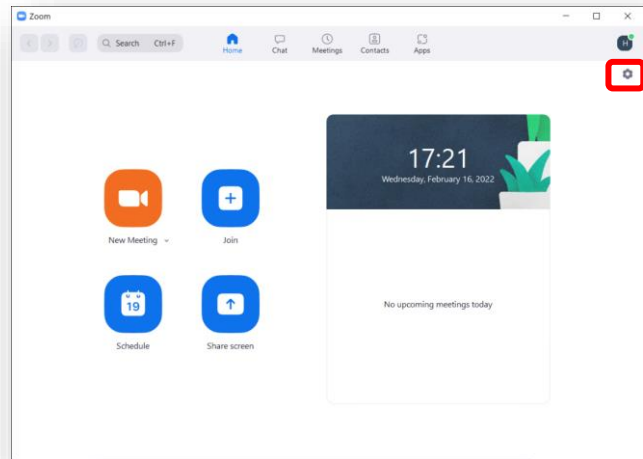 Zoom
Search Ctrl+F
Home
Chat
Meetings
Contacts
Apps
H
17:21
Wednesday, February 16, 2022
New Meeting
Join
19
Schedule
Share screen
No upcoming meetings today